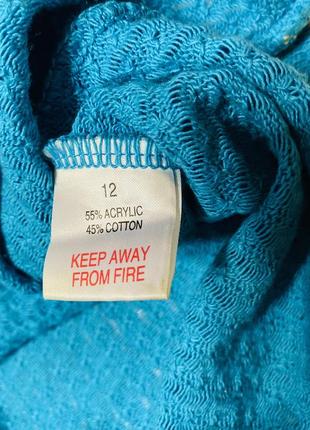 12
55% ACRYLIC
45% COTTON
KEEP AWAY
FROM FIRE